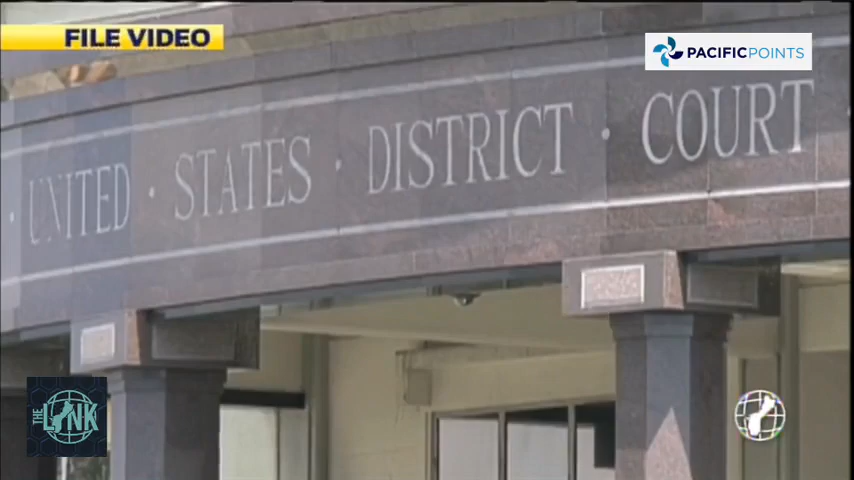 FILE VIDEO
PACIFICPOINTS
UNITED STATES DISTRICT COURT
THE LINK